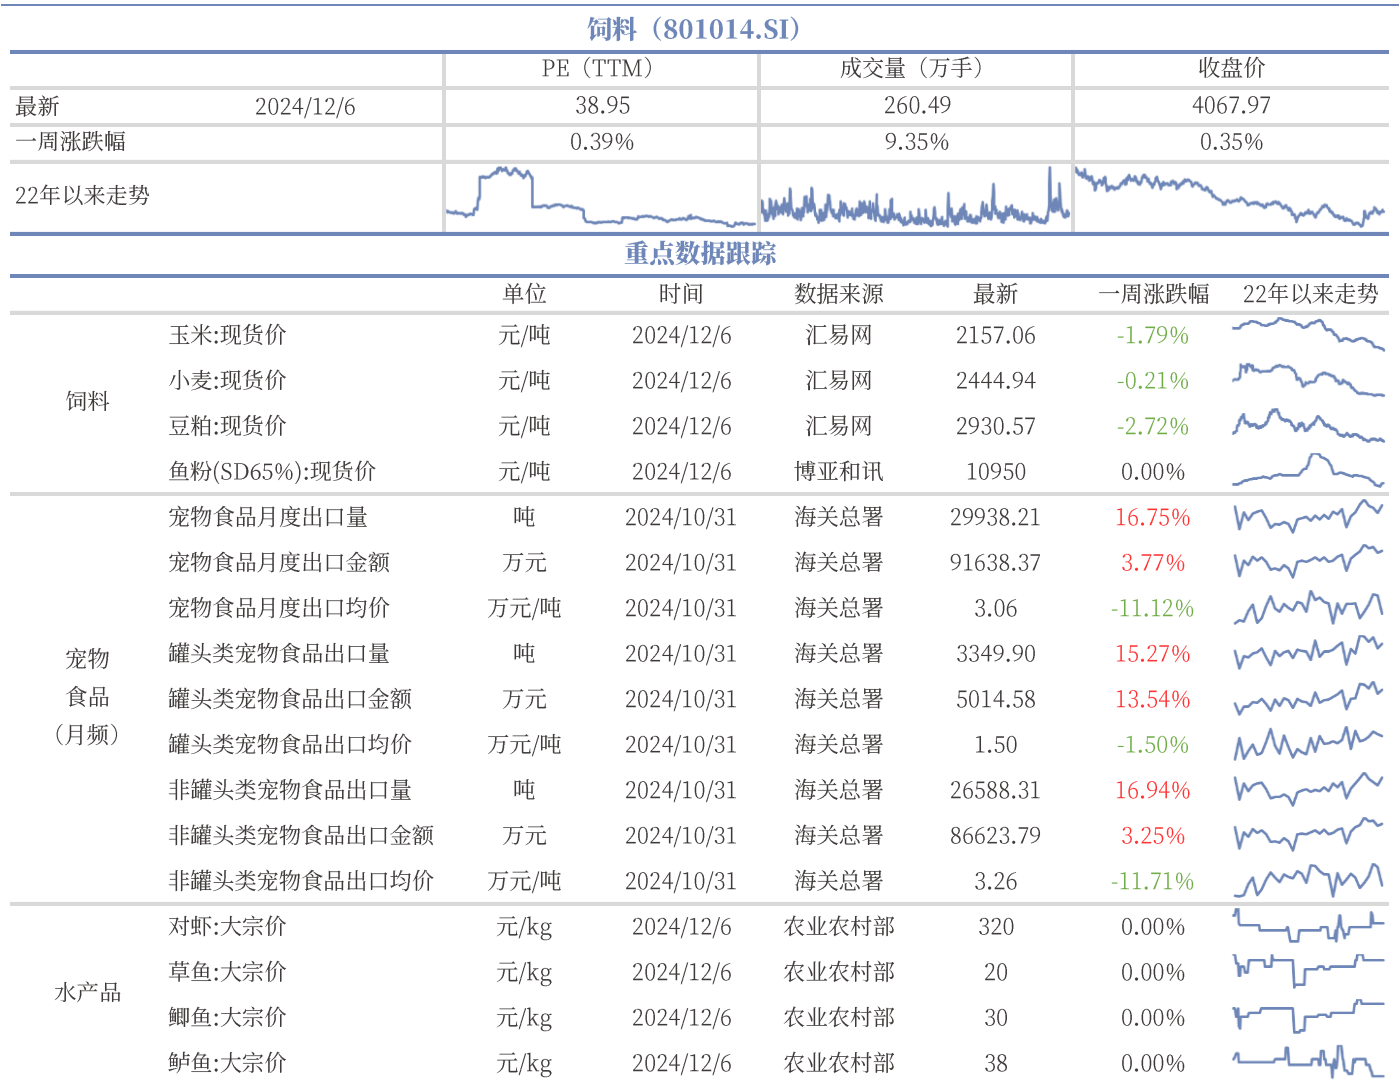 饲料（801014.SI）
PE（TTM） 成交量（万手） 收盘价
最新 2024/12/6 38.95 260.49 4067.97
一周涨跌幅 0.39% 9.35% 0.35%
22年以来走势
重点数据跟踪
单位 时间 数据来源 最新 一周涨跌幅 22年以来走势
饲料
玉米:现货价 元/吨 2024/12/6 汇易网 2157.06 -1.79%
小麦:现货价 元/吨 2024/12/6 汇易网 2444.94 -0.21%
豆粕:现货价 元/吨 2024/12/6 汇易网 2930.57 -2.72%
鱼粉(SD65%):现货价 元/吨 2024/12/6 博亚和讯 10950 0.00%
宠物
食品
（月频）
宠物食品月度出口量 吨 2024/10/31 海关总署 29938.21 16.75%
宠物食品月度出口金额 万元 2024/10/31 海关总署 91638.37 3.77%
宠物食品月度出口均价 万元/吨 2024/10/31 海关总署 3.06 -11.12%
罐头类宠物食品出口量 吨 2024/10/31 海关总署 3349.90 15.27%
罐头类宠物食品出口金额 万元 2024/10/31 海关总署 5014.58 13.54%
罐头类宠物食品出口均价 万元/吨 2024/10/31 海关总署 1.50 -1.50%
非罐头类宠物食品出口量 吨 2024/10/31 海关总署 26588.31 16.94%
非罐头类宠物食品出口金额 万元 2024/10/31 海关总署 86623.79 3.25%
非罐头类宠物食品出口均价 万元/吨 2024/10/31 海关总署 3.26 -11.71%
水产品
对虾:大宗价 元/kg 2024/12/6 农业农村部 320 0.00%
草鱼:大宗价 元/kg 2024/12/6 农业农村部 20 0.00%
鲫鱼:大宗价 元/kg 2024/12/6 农业农村部 30 0.00%
鲈鱼:大宗价 元/kg 2024/12/6 农业农村部 38 0.00%